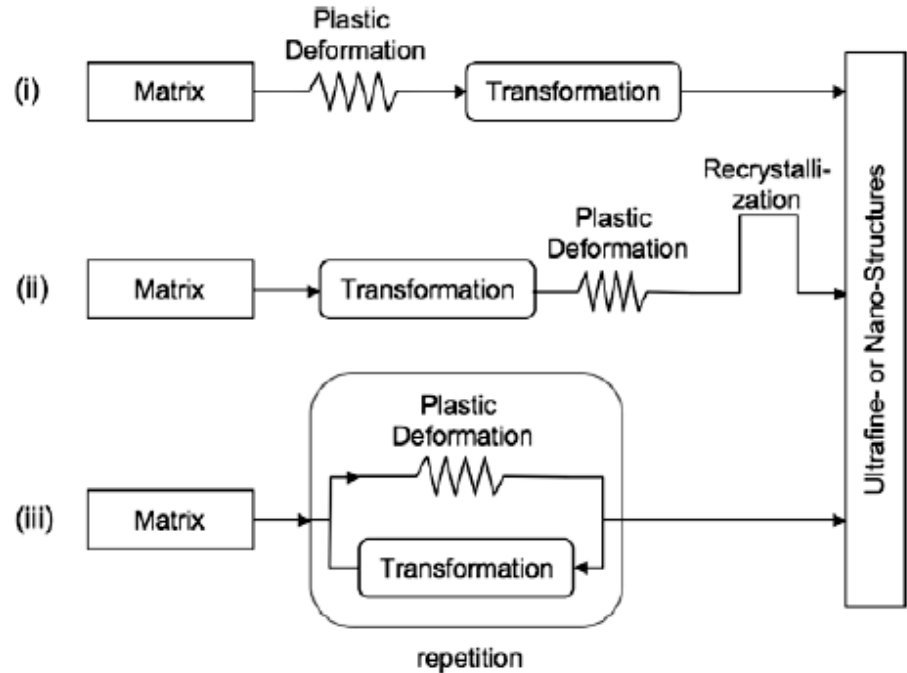 Plastic
Deformation
(i)
Matrix
Transformation
Recrystalli-
zation
Plastic
Deformation
(ii)
Matrix
Transformation
Plastic
Deformation
(iii)
Matrix
Transformation
repetition
Ultrafine- or Nano-Structures